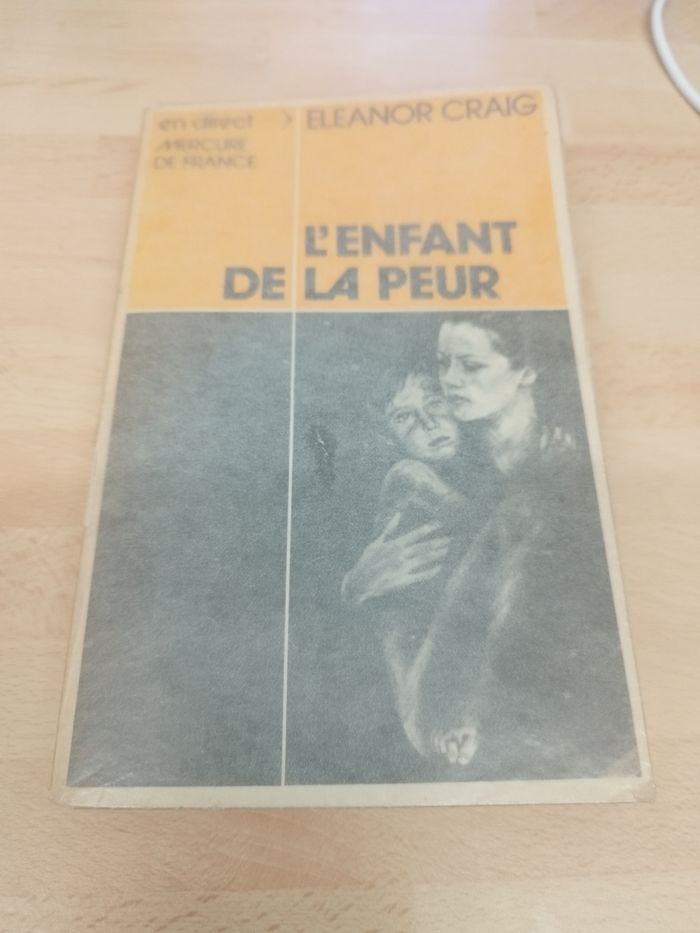 en direct > ELEANOR CRAIG
MERCURE
DE FRANCE
L'ENFANT
DE LA PEUR